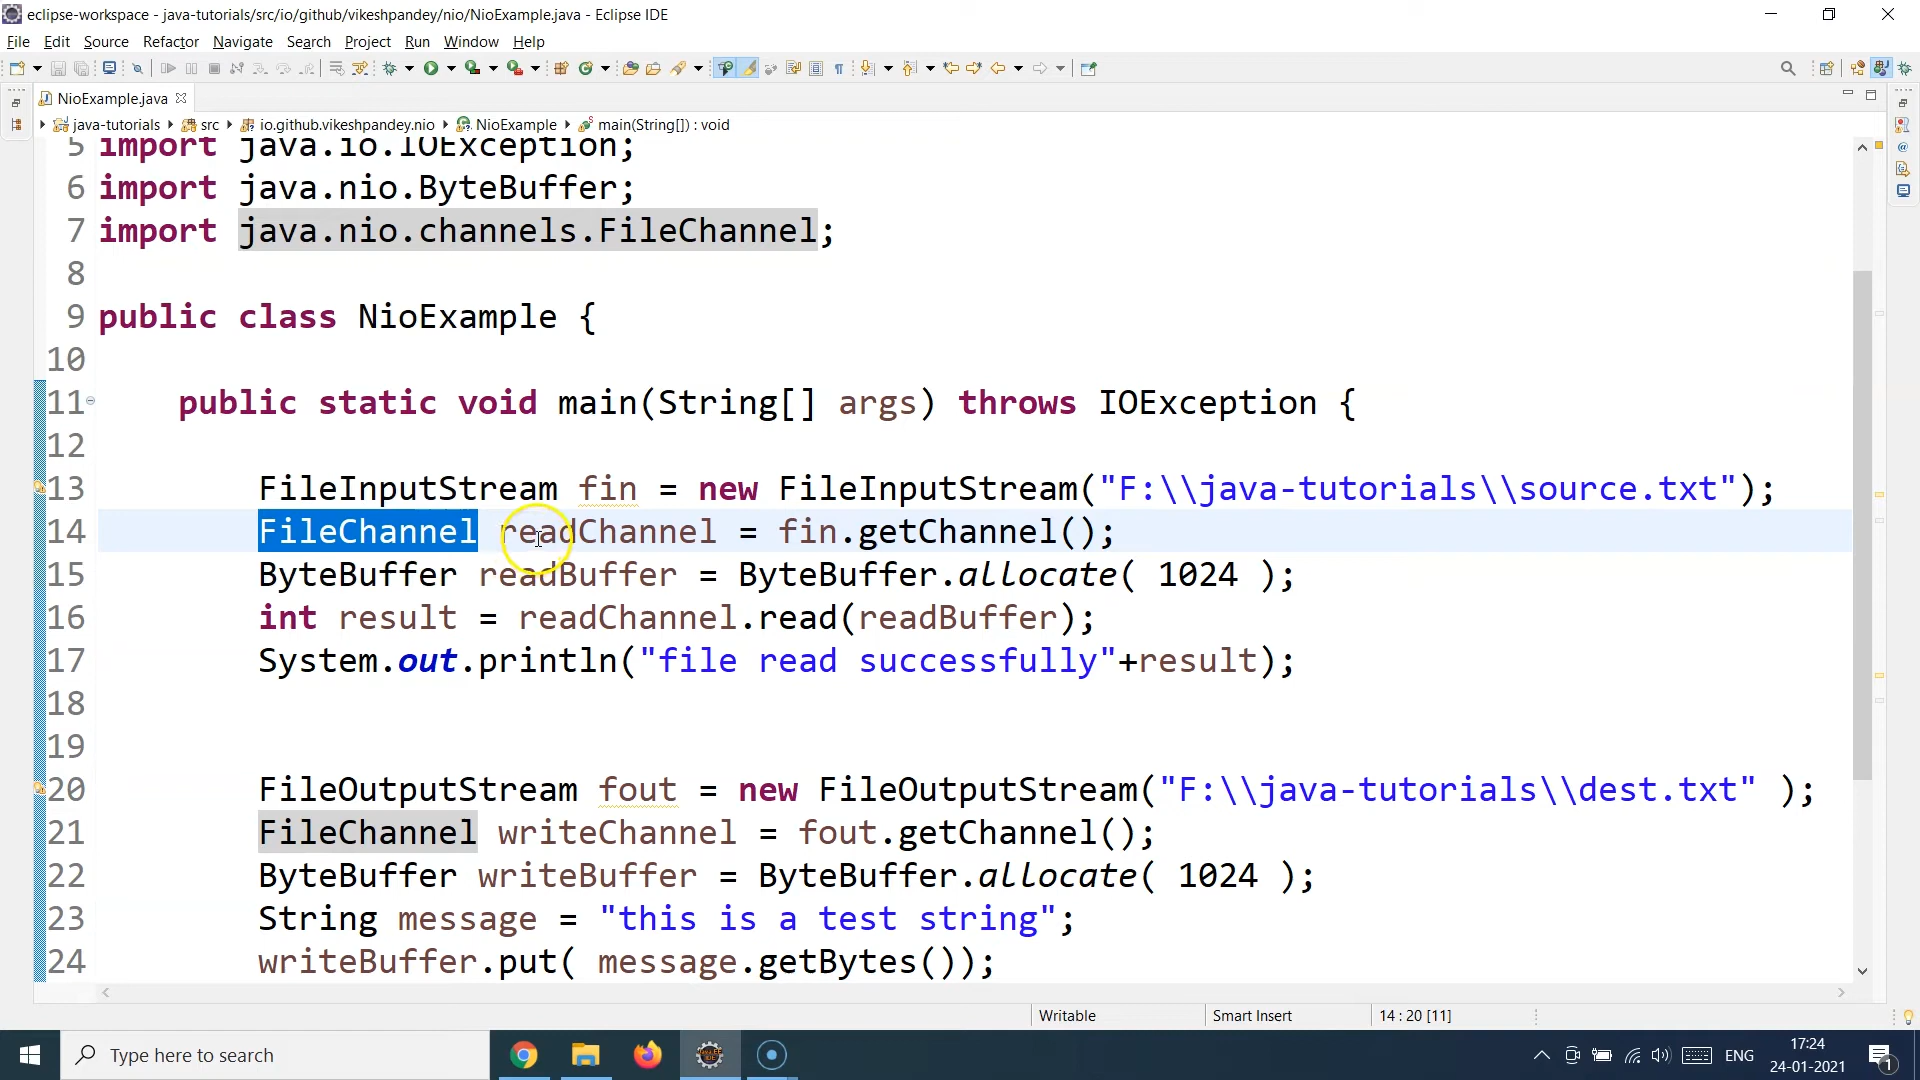 eclipse-workspace - java-tutorials/src/io/github/vikeshpandey/nio/NioExample.java - Eclipse IDE
File Edit Source Refactor Navigate Search Project Run Window Help
NioExample.java
java-tutorials src io.github.vikeshpandey.nio NioExample main(String[]) : void
5 import java.io.IOException;
6 import java.nio.ByteBuffer;
7 import java.nio.channels.FileChannel;
8
9 public class NioExample {
10
11 public static void main(String[] args) throws IOException {
12
13 FileInputStream fin = new FileInputStream("F:\\java-tutorials\\source.txt");
14 FileChannel readChannel = fin.getChannel();
15 ByteBuffer readBuffer = ByteBuffer.allocate( 1024 );
16 int result = readChannel.read(readBuffer);
17 System.out.println("file read successfully"+result);
18
19
20 FileOutputStream fout = new FileOutputStream("F:\\java-tutorials\\dest.txt" );
21 FileChannel writeChannel = fout.getChannel();
22 ByteBuffer writeBuffer = ByteBuffer.allocate( 1024 );
23 String message = "this is a test string";
24 writeBuffer.put( message.getBytes());
Writable Smart Insert 14 : 20 [11]
Type here to search
ENG
17:24
24-01-2021
1